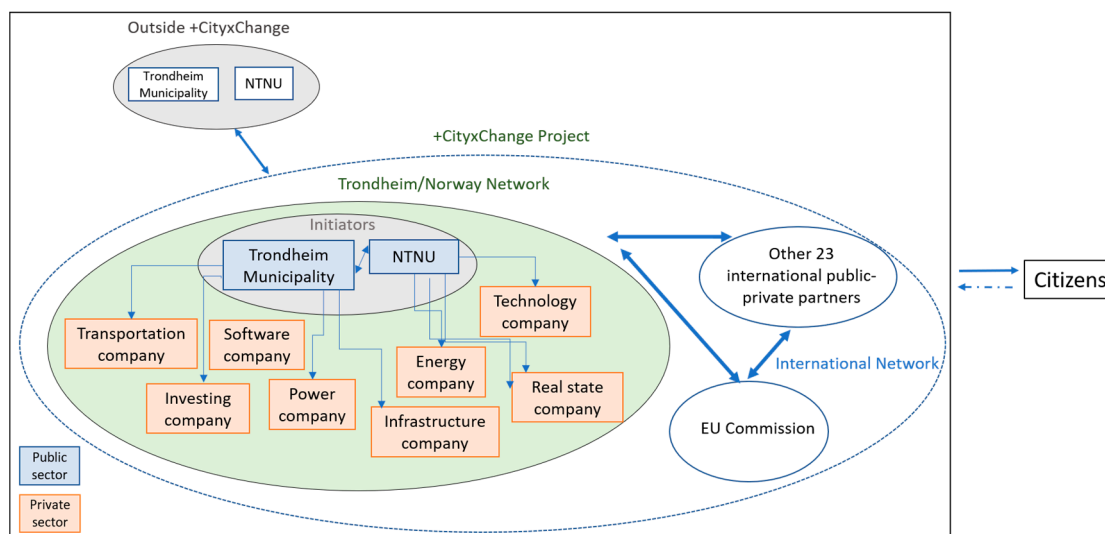 Outside +CityxChange
Trondheim
Municipality
NTNU
+CityxChange Project
Trondheim/Norway Network
Initiators
Trondheim
Municipality
NTNU
Other 23
international public-
private partners
Citizens
Technology
company
Transportation
company
Software
company
Energy
company
International Network
Investing
company
Power
company
Real state
company
Infrastructure
company
EU Commission
Public
sector
Private
sector